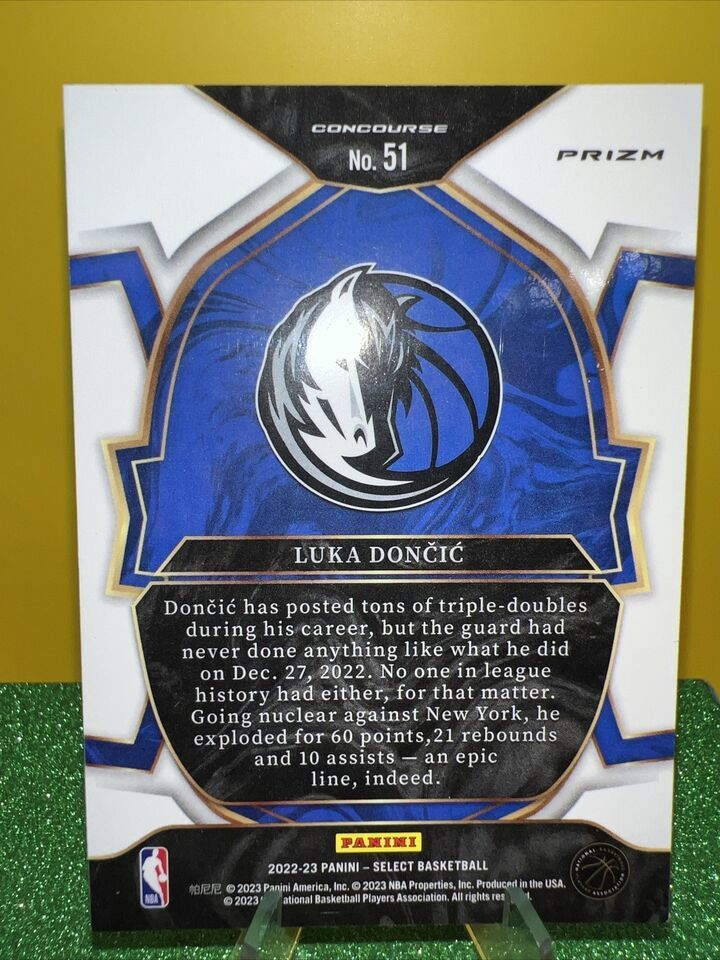 CONCOURSE
No. 51
PRIZM
LUKA DONČIĆ
Dončić has posted tons of triple-doubles
during his career, but the guard had
never done anything like what he did
on Dec. 27, 2022. No one in league
history had either, for that matter.
Going nuclear against New York, he
exploded for 60 points,21 rebounds
and 10 assists — an epic
line, indeed.
PANINI
2022-23 PANINI – SELECT BASKETBALL
帕尼尼 © 2023 Panini America, Inc. © 2023 NBA Properties, Inc. Produced in the USA.
© 2023 ational Basketball Players Association. All rights res d.
NBA